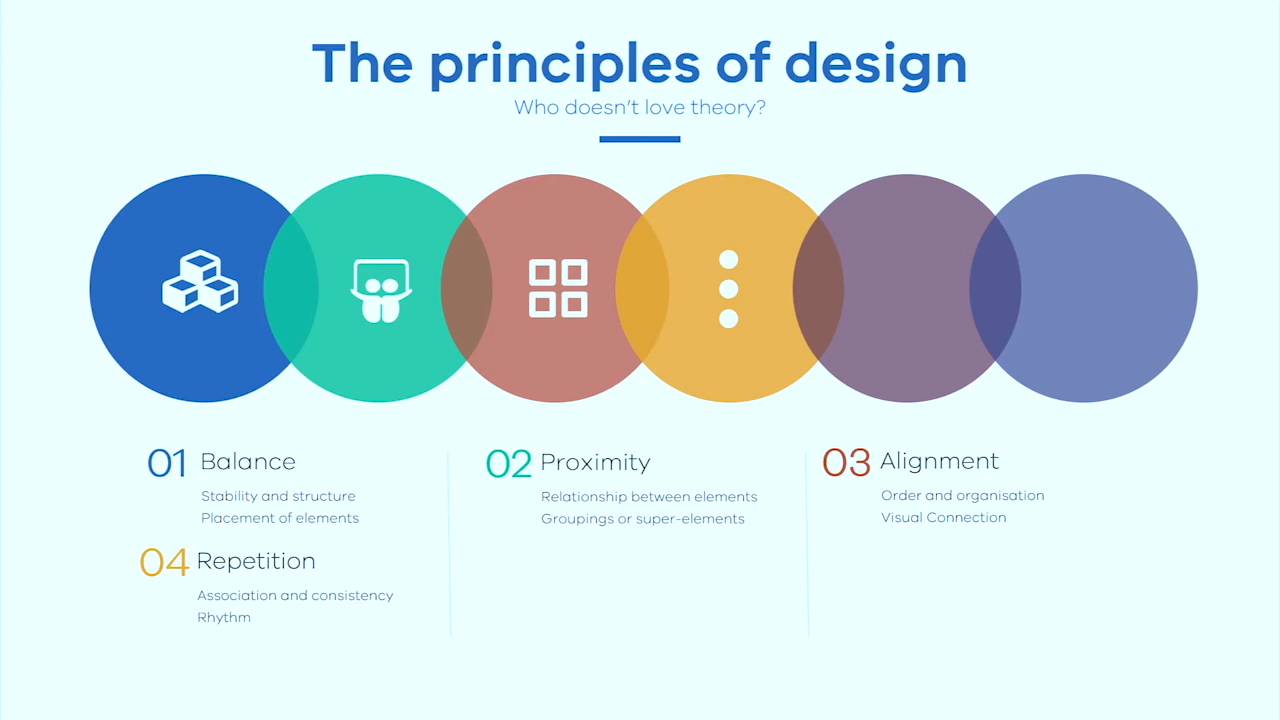 The principles of design
Who doesn't love theory?
01 Balance
Stability and structure
Placement of elements
02 Proximity
Relationship between elements
Groupings or super-elements
03 Alignment
Order and organisation
Visual Connection
04 Repetition
Association and consistency
Rhythm